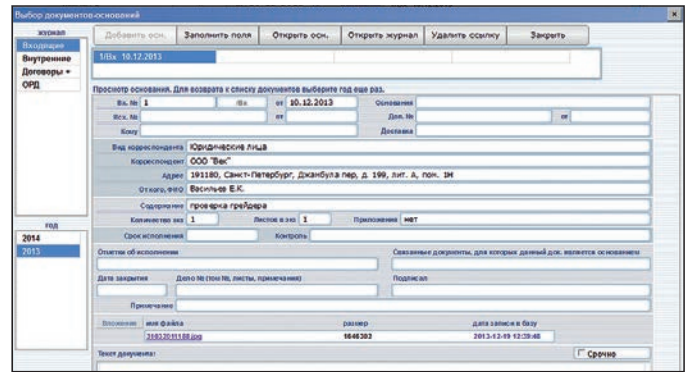 Выбор документов-оснований
журнал
Входящие
Внутренние
Договоры
ОРД
год
2014
2013
Добавить осн. Заполнить поля Открыть осн. Открыть журнал Удалить ссылку Закрыть
1/Вх 10.12.2013
Просмотр основания. Для возврата к списку документов выберите год еще раз.
Вх. № 1 /Вх от 10.12.2013 Основания
Исх. № от Доп. № от
Кому Доставка
Вид корреспондента Юридические лица
Корреспондент ООО "Век"
Адрес 191180, Санкт-Петербург, Джамбула пер, д. 199, лит. А, пом. 1Н
От кого, ФИО Васильев Е.К.
Содержание проверка грейдера
Количество экз 1 Листов в экз 1 Приложения нет
Срок исполнения Контроль
Отметки об исполнении Связанные документы, для которых данный док. является основанием
Дата закрытия Дело № (том №, листы, примечания) Подписал
Примечание
Вложение имя файла размер дата записи в базу
1646303 2013-12-19
Текст документа: Срочно